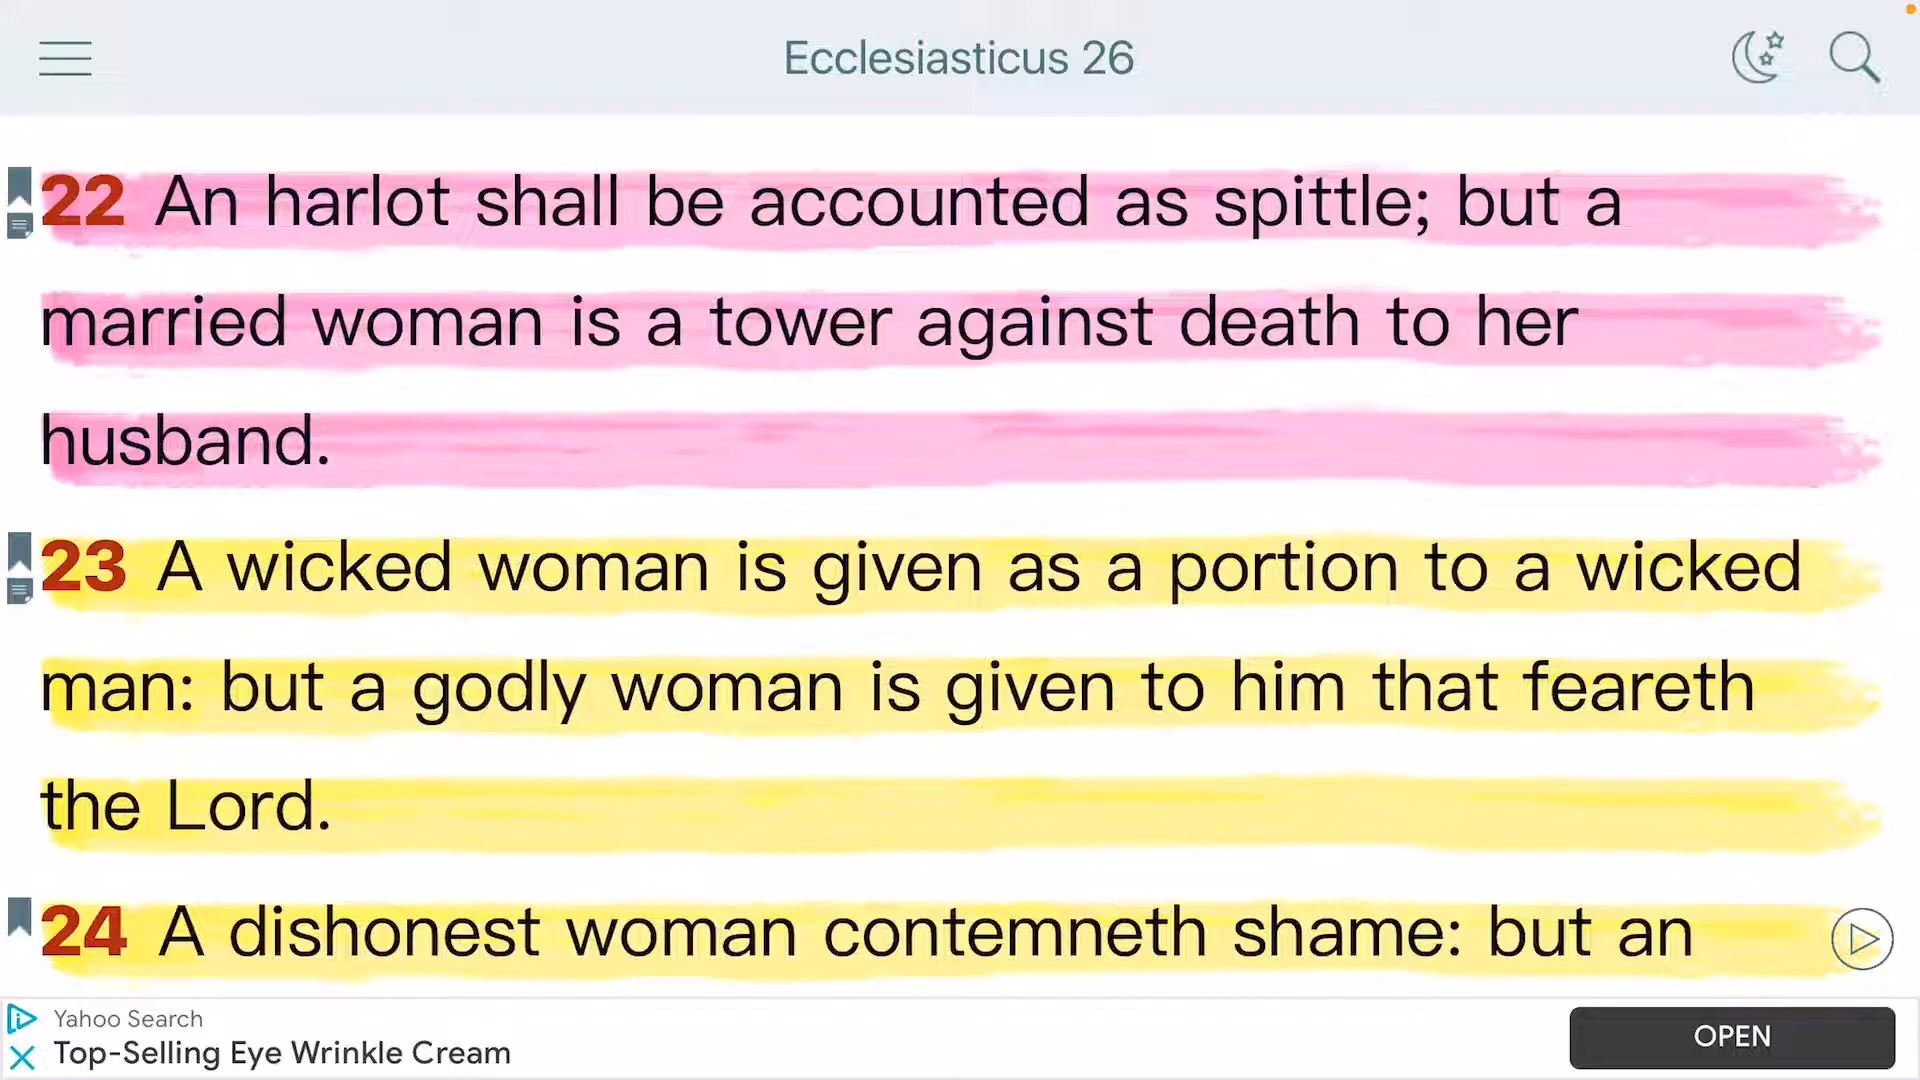 Ecclesiasticus 26
22 An harlot shall be accounted as spittle; but a
married woman is a tower against death to her
husband.
23 A wicked woman is given as a portion to a wicked
man: but a godly woman is given to him that feareth
the Lord.
24 A dishonest woman contemneth shame: but an
Yahoo Search
Top-Selling Eye Wrinkle Cream
OPEN